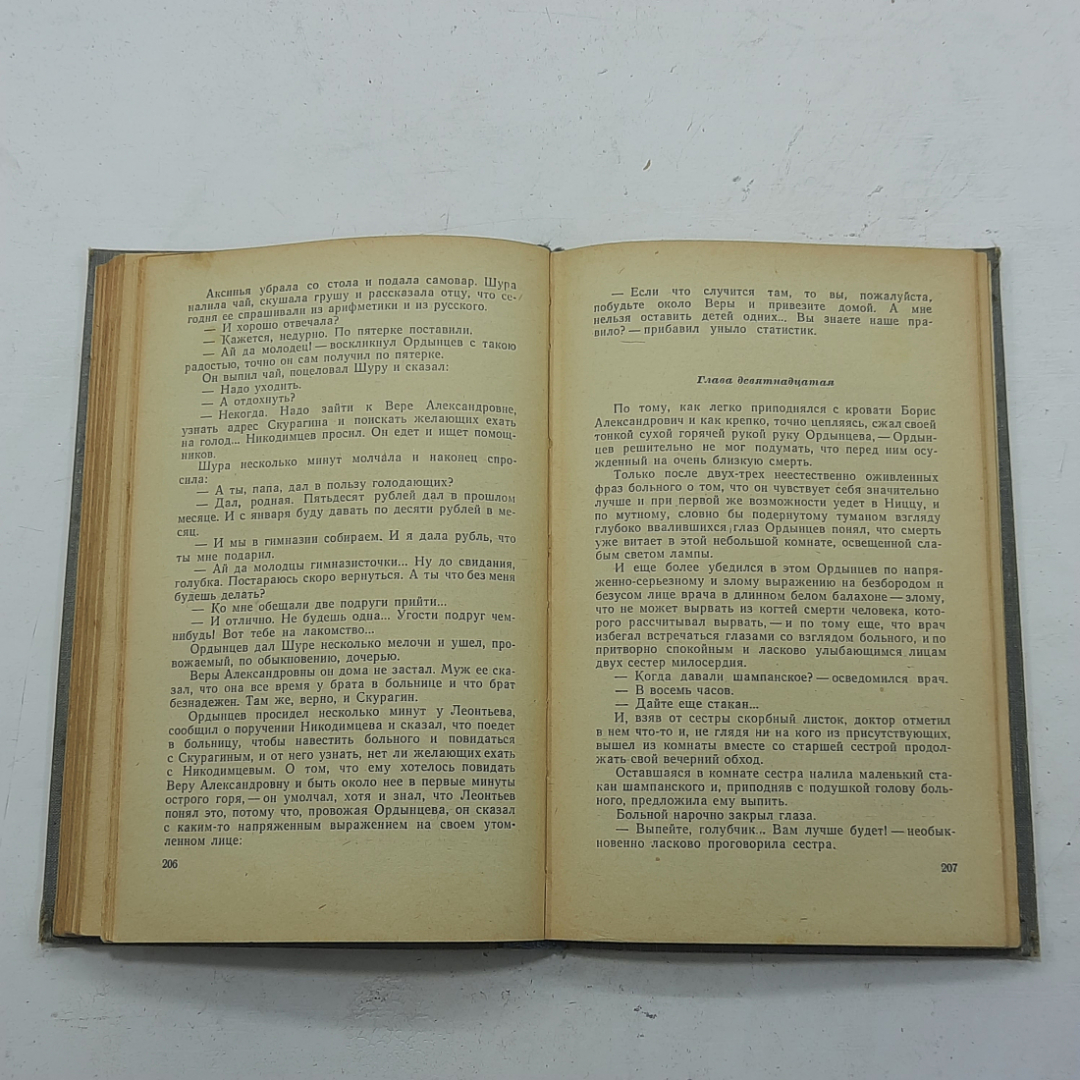 Аксинья убрала со стола и подала самовар. Шура
налила чай, скушала грушу и рассказала отцу, что се-
годня ее спрашивали из арифметики и из русского.
— И хорошо отвечала?
— Кажется, недурно. По пятерке поставили.
— Ай да молодец! — воскликнул Ордынцев с такою
радостью, точно он сам получил по пятерке.
Он выпил чай, поцеловал Шуру и сказал:
— Надо уходить.
— А отдохнуть?
— Некогда. Надо зайти к Вере Александровне,
узнать адрес Скурагина и поискать желающих ехать
на голод... Никодимцев просил. Он едет и ищет помощ-
ников.
Шура несколько минут молчала и наконец спро-
сила:
— А ты, папа, дал в пользу голодающих?
— Дал, родная. Пятьдесят рублей дал в прошлом
месяце. И с января буду давать по десяти рублей в ме-
сяц.
— И мы в гимназии собираем. И я дала рубль, что
ты мне подарил.
— Ай да молодцы гимназисточки... Ну до свидания,
голубка. Постараюсь скоро вернуться. А ты что без меня
будешь делать?
— Ко мне обещали две подруги прийти...
— И отлично. Не будешь одна... Угости подруг чем-
нибудь! Вот тебе на лакомство...
Ордынцев дал Шуре несколько мелочи и ушел, про-
вожаемый, по обыкновению, дочерью.
Веры Александровны он дома не застал. Муж ее ска-
зал, что она все время у брата в больнице и что брат
безнадежен. Там же, верно, и Скурагин.
Ордынцев просидел несколько минут у Леонтьева,
сообщил о поручении Никодимцева и сказал, что поедет
в больницу, чтобы навестить больного и повидаться
с Скурагиным, и от него узнать, нет ли желающих ехать
с Никодимцевым. О том, что ему хотелось повидать
Веру Александровну и быть около нее в первые минуты
острого горя, — он умолчал, хотя и знал, что Леонтьев
понял это, потому что, провожая Ордынцева, он сказал
с каким-то напряженным выражением на своем утом-
ленном лице:
206
— Если что случится там, то вы, пожалуйста,
побудьте около Веры и привезите домой. А мне
нельзя оставить детей одних... Вы знаете наше пра-
вило? — прибавил уныло статистик.
Глава девятнадцатая
По тому, как легко приподнялся с кровати Борис
Александрович и как крепко, точно цепляясь, сжал своей
тонкой сухой горячей рукой руку Ордынцева, — Ордын-
цев решительно не мог подумать, что перед ним осу-
жденный на очень близкую смерть.
Только после двух-трех неестественно оживленных
фраз больного о том, что он чувствует себя значительно
лучше и при первой же возможности уедет в Ниццу, и
по мутному, словно бы подернутому туманом взгляду
глубоко ввалившихся глаз Ордынцев понял, что смерть
уже витает в этой небольшой комнате, освещенной сла-
бым светом лампы.
И еще более убедился в этом Ордынцев по напря-
женно-серьезному и злому выражению на безбородом и
безусом лице врача в длинном белом балахоне — злому,
что не может вырвать из когтей смерти человека, кото-
рого рассчитывал вырвать, — и по тому еще, что врач
избегал встречаться глазами со взглядом больного, и по
притворно спокойным и ласково улыбающимся лицам
двух сестер милосердия.
— Когда давали шампанское? — осведомился врач.
— В восемь часов.
— Дайте еще стакан...
И, взяв от сестры скорбный листок, доктор отметил
в нем что-то и, не глядя ни на кого из присутствующих,
вышел из комнаты вместе со старшей сестрой продол-
жать свой вечерний обход.
Оставшаяся в комнате сестра налила маленький ста-
кан шампанского и, приподняв с подушкой голову боль-
ного, предложила ему выпить.
Больной нарочно закрыл глаза.
— Выпейте, голубчик... Вам лучше будет! — необык-
новенно ласково проговорила сестра.
207